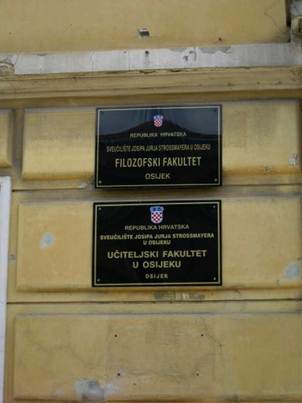 REPUBLIKA HRVATSKA
SVEUČILIŠTE JOSIPA JURJA STROSSMAYERA U OSIJEKU
FILOZOFSKI FAKULTET
OSIJEK
REPUBLIKA HRVATSKA
SVEUČILIŠTE JOSIPA JURJA STROSSMAYERA
U OSIJEKU
UČITELJSKI FAKULTET
U OSIJEKU
OSIJEK